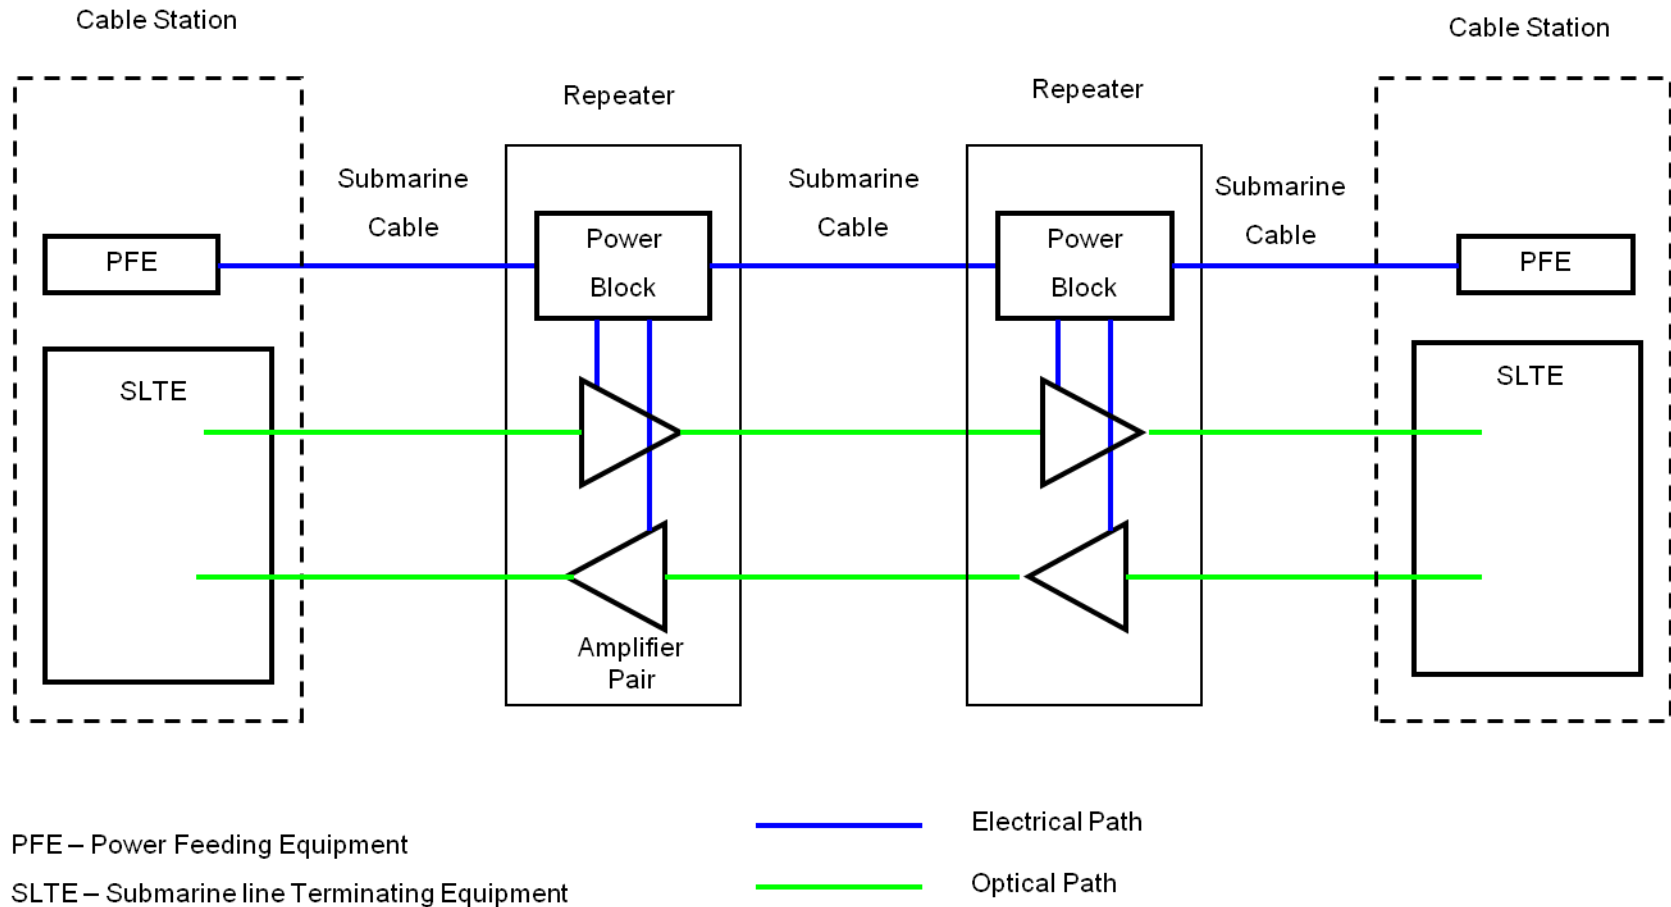 Cable Station
Cable Station
Repeater
Repeater
Submarine
Cable
Submarine
Cable
Submarine
Cable
PFE
Power
Block
Power
Block
PFE
SLTE
SLTE
Amplifier
Pair
PFE – Power Feeding Equipment
SLTE – Submarine line Terminating Equipment
Electrical Path
Optical Path